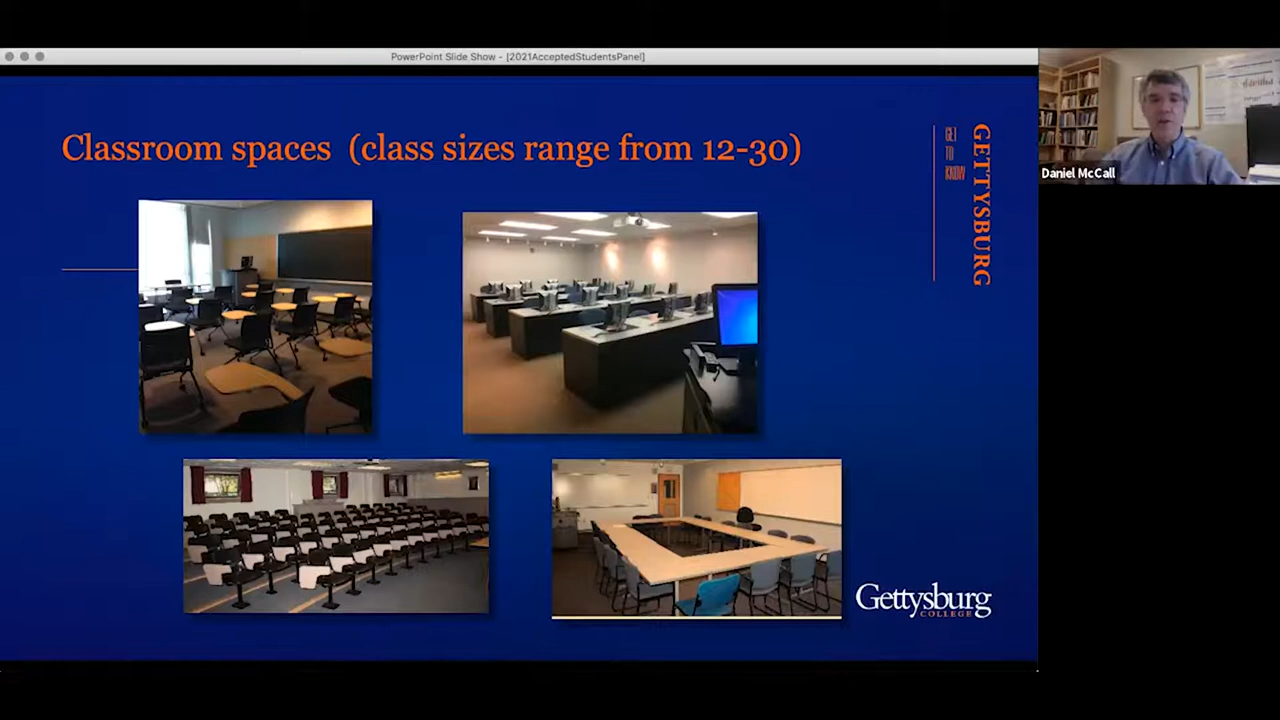 PowerPoint Slide Show - [2021AcceptedStudentsPanel]
Classroom spaces (class sizes range from 12-30)
GET
TO
KNOW
GETTYSBURG
Daniel McCall
Gettysburg
COLLEGE